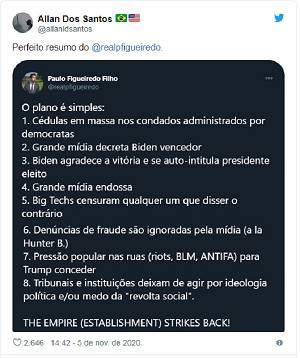 Allan Dos Santos 🇧🇷🇺🇸
@allanldsantos
Perfeito resumo do @realpfigueiredo.
Paulo Figueiredo Filho
@realpfigueiredo
O plano é simples:
1. Cédulas em massa nos condados administrados por
democratas
2. Grande mídia decreta Biden vencedor
3. Biden agradece a vitória e se auto-intitula presidente
eleito
4. Grande mídia endossa
5. Big Techs censuram qualquer um que disser o
contrário
6. Denúncias de fraude são ignoradas pela mídia (a la
Hunter B.)
7. Pressão popular nas ruas (riots, BLM, ANTIFA) para
Trump conceder
8. Tribunais e instituições deixam de agir por ideologia
política e/ou medo da "revolta social".
THE EMPIRE (ESTABLISHMENT) STRIKES BACK!
2.646 14:42 - 5 de nov. de 2020